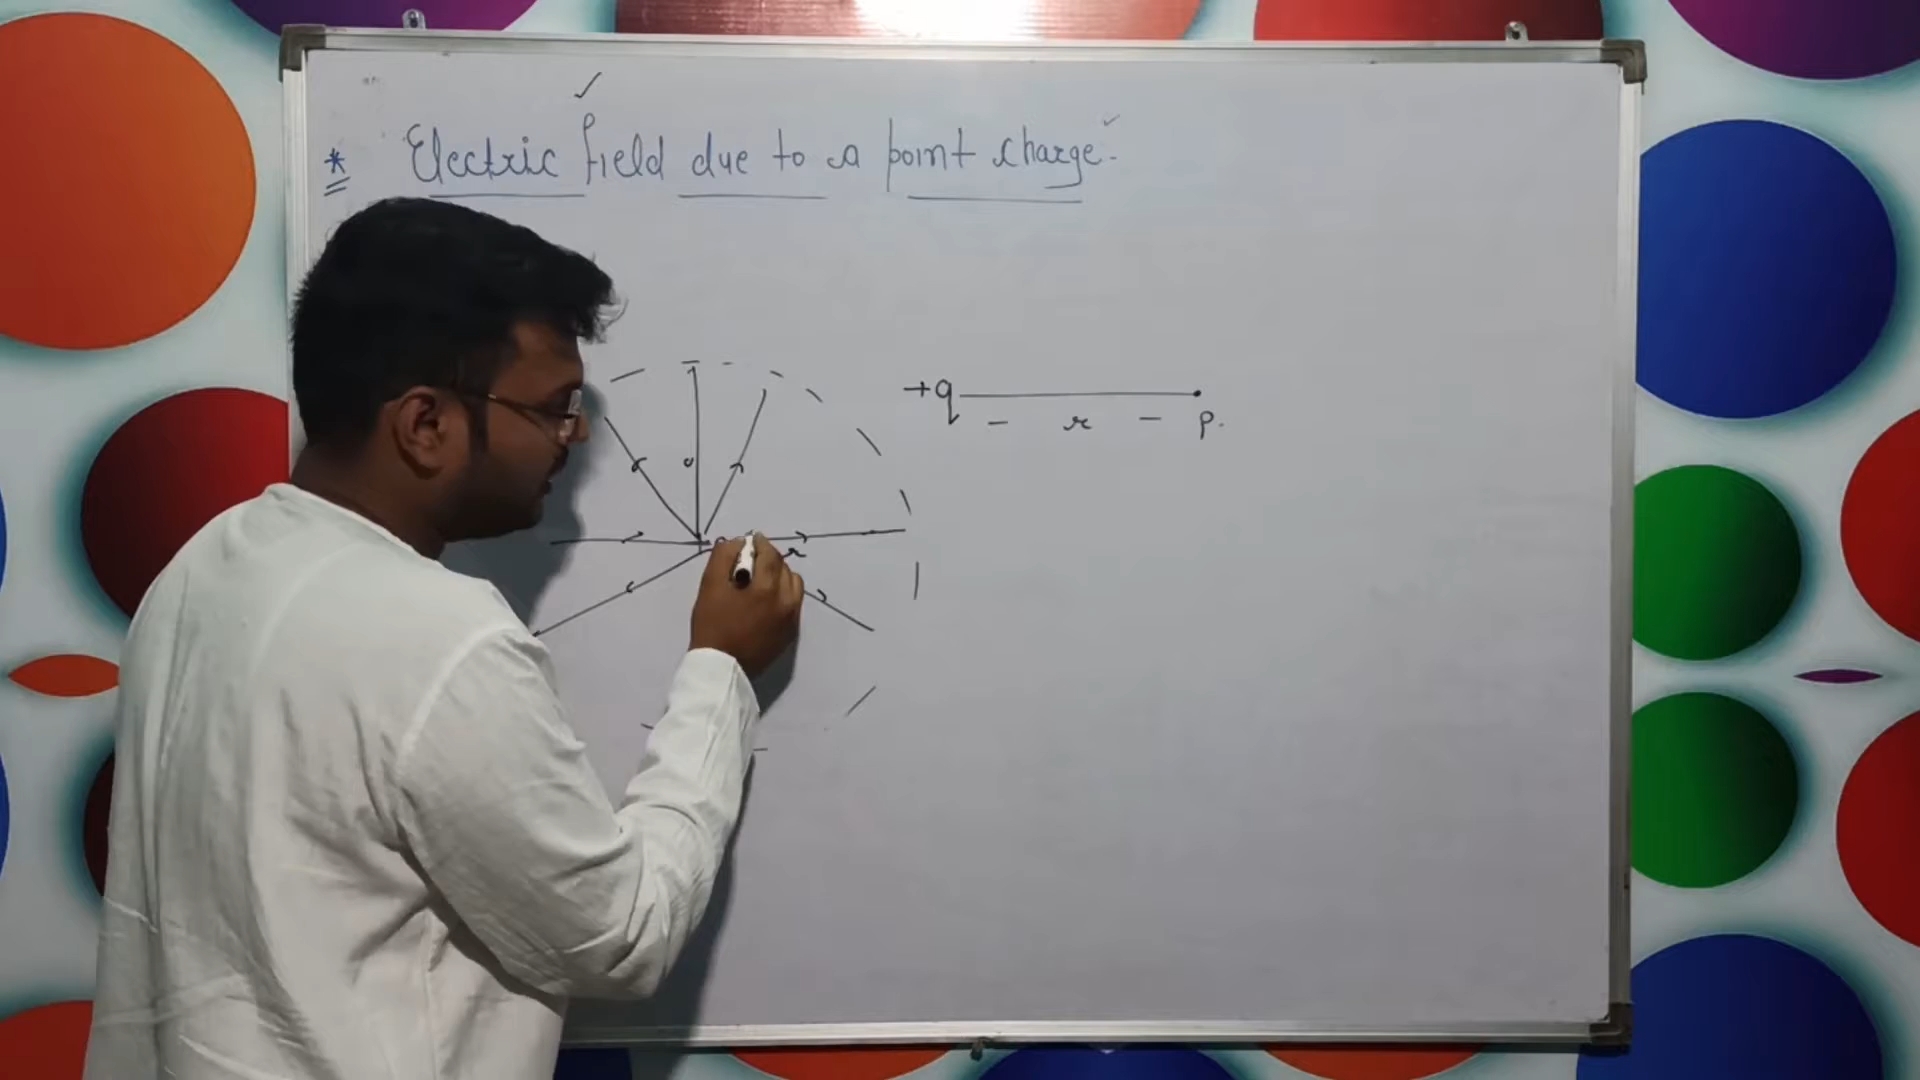 * Electric field due to a point charge.
+q
- r - p.
r